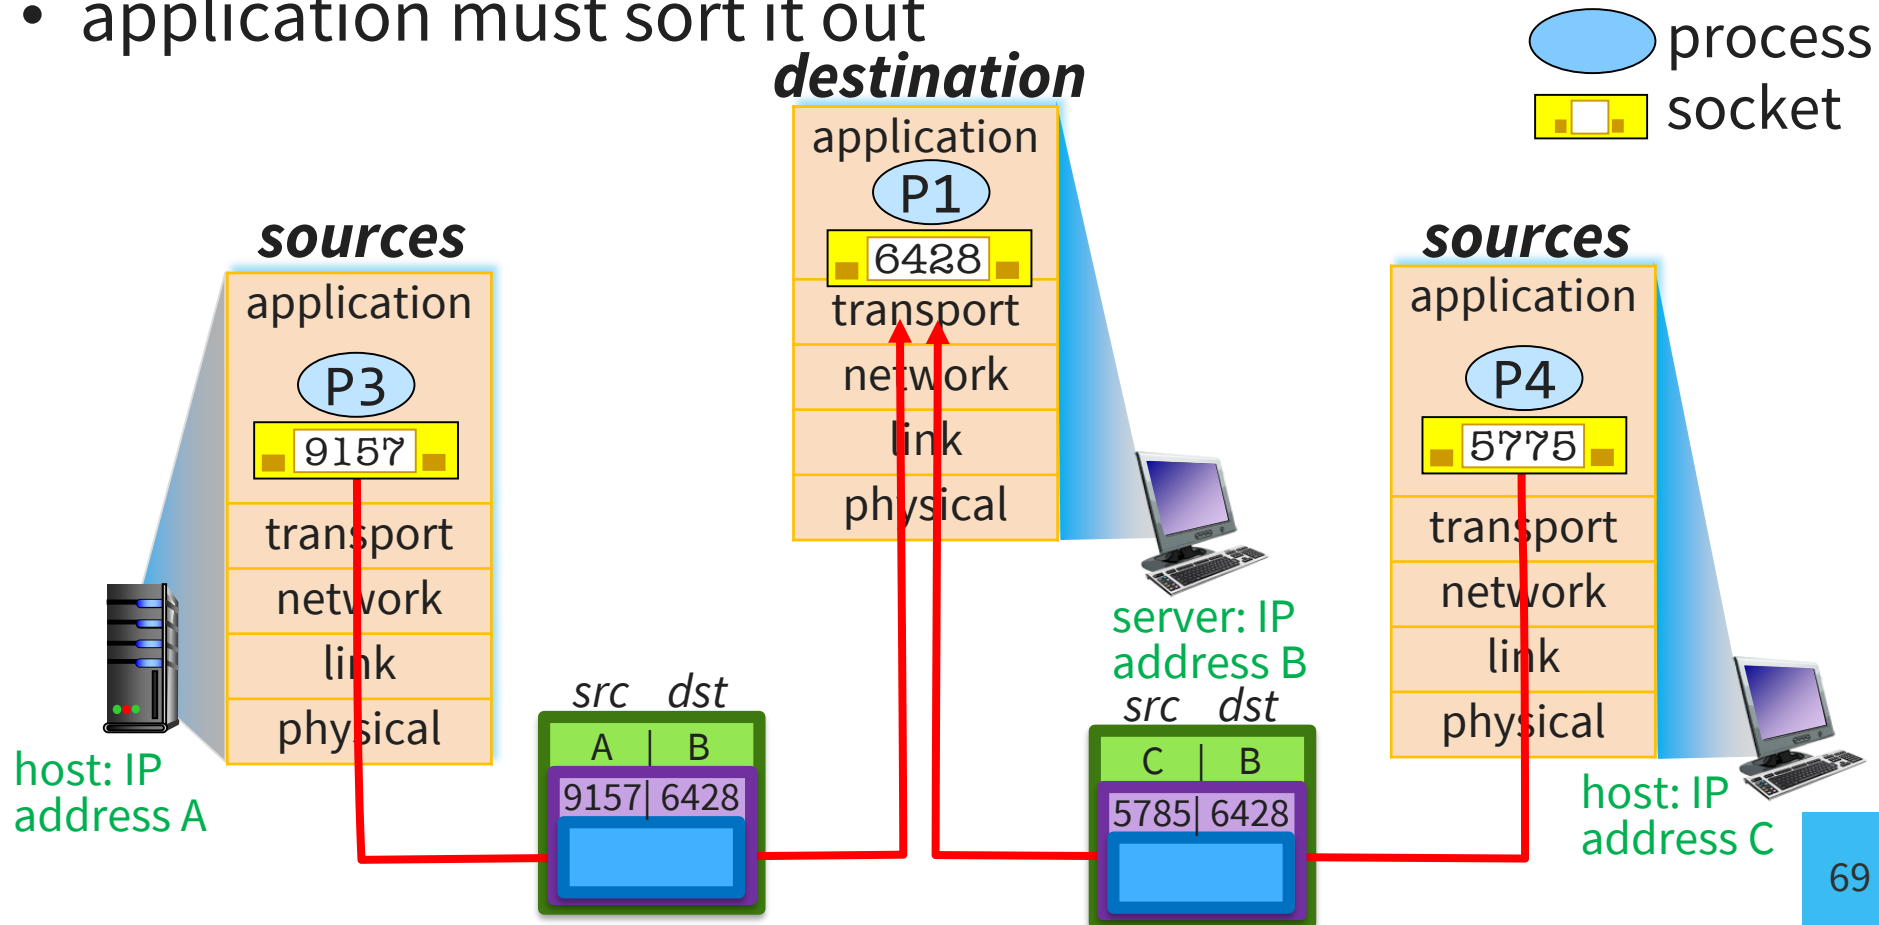 • application must sort it out
process
socket
destination
application
P1
6428
transport
network
link
physical
server: IP
address B
sources
application
P3
9157
transport
network
link
physical
host: IP
address A
src dst
A | B
9157| 6428
sources
application
P4
5775
transport
network
link
physical
host: IP
address C
src dst
C | B
5785| 6428
69